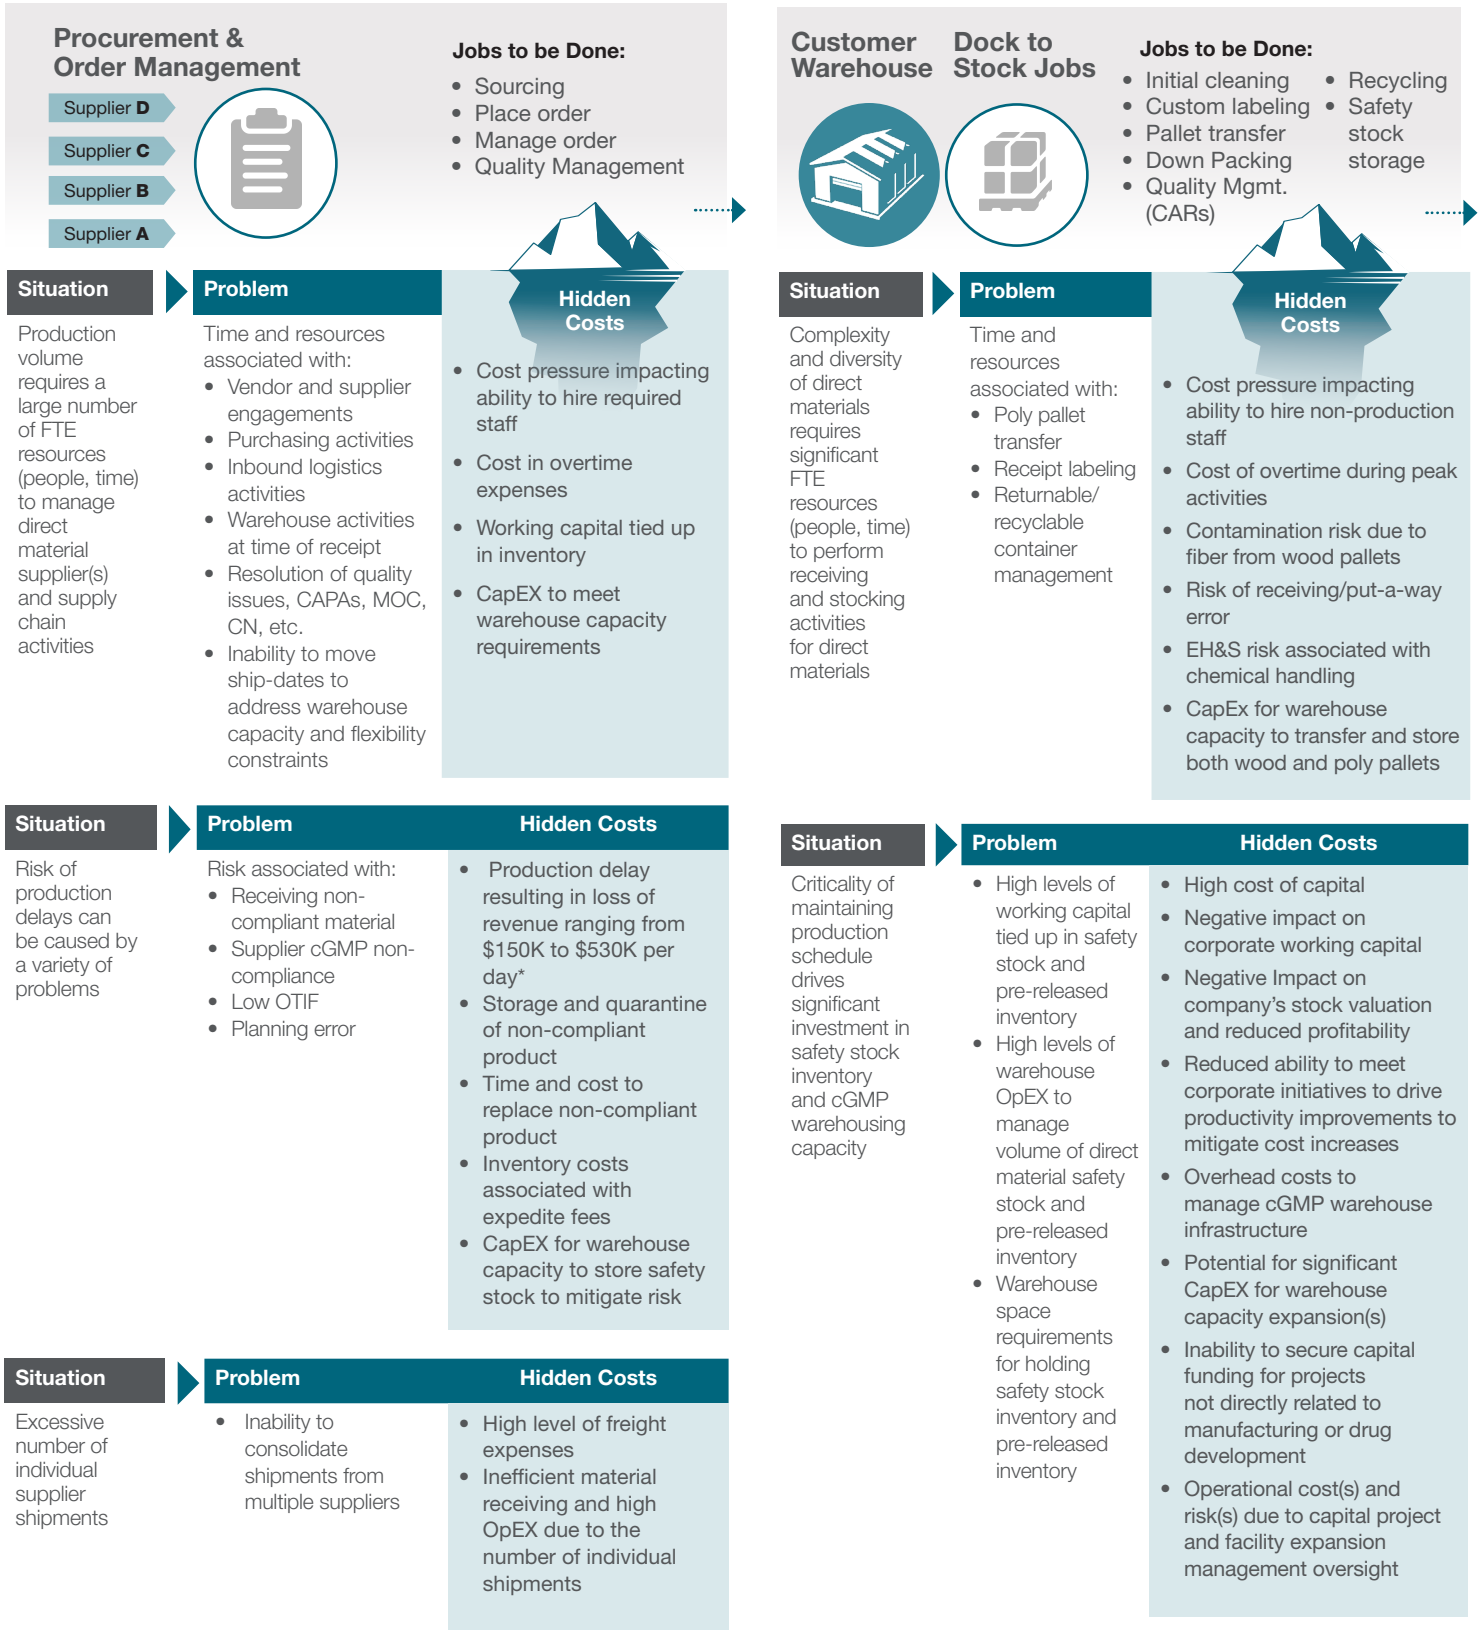 Procurement &
Order Management
Supplier D
Supplier C
Supplier B
Supplier A
Jobs to be Done:
• Sourcing
• Place order
• Manage order
• Quality Management
Situation
Production
volume
requires a
large number
of FTE
resources
(people, time)
to manage
direct
material
supplier(s)
and supply
chain
activities
Problem
Time and resources
associated with:
• Vendor and supplier
engagements
• Purchasing activities
• Inbound logistics
activities
• Warehouse activities
at time of receipt
• Resolution of quality
issues, CAPAs, MOC,
CN, etc.
• Inability to move
ship-dates to
address warehouse
capacity and flexibility
constraints
Hidden
Costs
• Cost pressure impacting
ability to hire required
staff
• Cost in overtime
expenses
• Working capital tied up
in inventory
• CapEX to meet
warehouse capacity
requirements
Situation
Risk of
production
delays can
be caused by
a variety of
problems
Problem
Risk associated with:
• Receiving non-
compliant material
• Supplier cGMP non-
compliance
• Low OTIF
• Planning error
Hidden Costs
• Production delay
resulting in loss of
revenue ranging from
$150K to $530K per
day*
• Storage and quarantine
of non-compliant
product
• Time and cost to
replace non-compliant
product
• Inventory costs
associated with
expedite fees
• CapEX for warehouse
capacity to store safety
stock to mitigate risk
Situation
Excessive
number of
individual
supplier
shipments
Problem
• Inability to
consolidate
shipments from
multiple suppliers
Hidden Costs
• High level of freight
expenses
• Inefficient material
receiving and high
OpEX due to the
number of individual
shipments
Customer
Warehouse
Dock to
Stock Jobs
Jobs to be Done:
• Initial cleaning
• Custom labeling
• Pallet transfer
• Down Packing
• Quality Mgmt.
(CARs)
• Recycling
• Safety
stock
storage
Situation
Complexity
and diversity
of direct
materials
requires
significant
FTE
resources
(people, time)
to perform
receiving
and stocking
activities
for direct
materials
Problem
Time and
resources
associated with:
• Poly pallet
transfer
• Receipt labeling
• Returnable/
recyclable
container
management
Hidden
Costs
• Cost pressure impacting
ability to hire non-production
staff
• Cost of overtime during peak
activities
• Contamination risk due to
fiber from wood pallets
• Risk of receiving/put-a-way
error
• EH&S risk associated with
chemical handling
• CapEx for warehouse
capacity to transfer and store
both wood and poly pallets
Situation
Criticality of
maintaining
production
schedule
drives
significant
investment in
safety stock
inventory
and cGMP
warehousing
capacity
Problem
• High levels of
working capital
tied up in safety
stock and
pre-released
inventory
• High levels of
warehouse
OpEX to
manage
volume of direct
material safety
stock and
pre-released
inventory
• Warehouse
space
requirements
for holding
safety stock
inventory and
pre-released
inventory
Hidden Costs
• High cost of capital
• Negative impact on
corporate working capital
• Negative Impact on
company's stock valuation
and reduced profitability
• Reduced ability to meet
corporate initiatives to drive
productivity improvements to
mitigate cost increases
• Overhead costs to
manage cGMP warehouse
infrastructure
• Potential for significant
CapEX for warehouse
capacity expansion(s)
• Inability to secure capital
funding for projects
not directly related to
manufacturing or drug
development
• Operational cost(s) and
risk(s) due to capital project
and facility expansion
management oversight